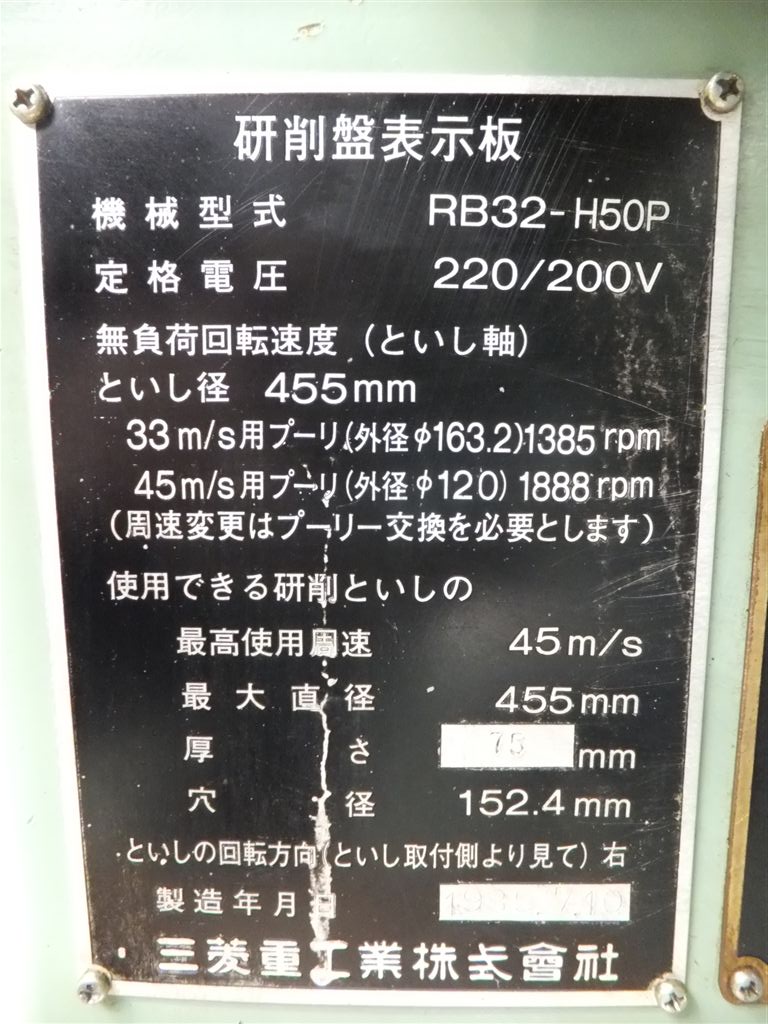 研削盤表示板
機械型式 RB32-H50P
定格電圧 220/200V
無負荷回転速度(といし軸)
といし径 455mm
33m/s用プーリ(外径φ163.2)1385rpm
45m/s用プーリ(外径φ120)1888rpm
(周速変更はプーリー交換を必要とします)
使用できる研削といしの
最高使用周速 45m/s
最大直径 455mm
厚さ 75mm
穴径 152.4mm
といしの回転方向(といし取付側より見て)右
製造年月日
三菱重工業株式會社